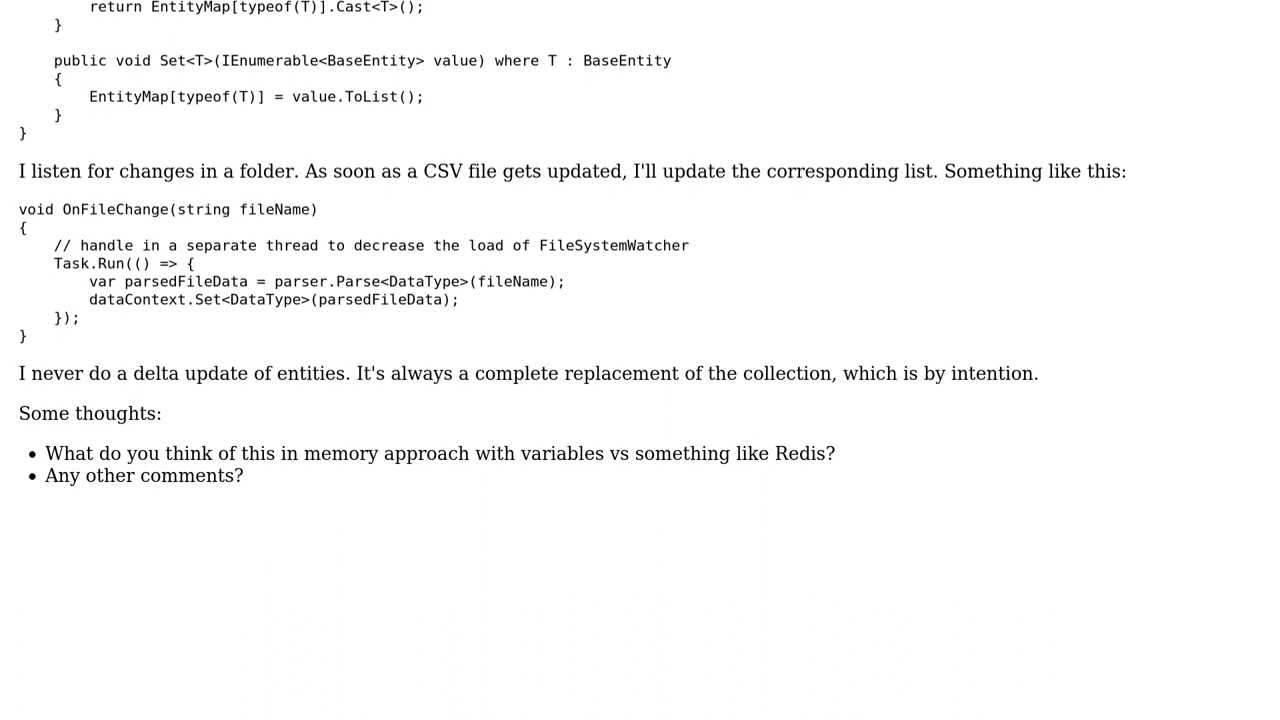 return EntityMap[typeof(T)].Cast<T>();
    }
    public void Set<T>(IEnumerable<BaseEntity> value) where T : BaseEntity
    {
        EntityMap[typeof(T)] = value.ToList();
    }
}
I listen for changes in a folder. As soon as a CSV file gets updated, I'll update the corresponding list. Something like this:
void OnFileChange(string fileName)
{
    // handle in a separate thread to decrease the load of FileSystemWatcher
    Task.Run(() => {
        var parsedFileData = parser.Parse<DataType>(fileName);
        dataContext.Set<DataType>(parsedFileData);
    });
}
I never do a delta update of entities. It's always a complete replacement of the collection, which is by intention.
Some thoughts:
• What do you think of this in memory approach with variables vs something like Redis?
• Any other comments?